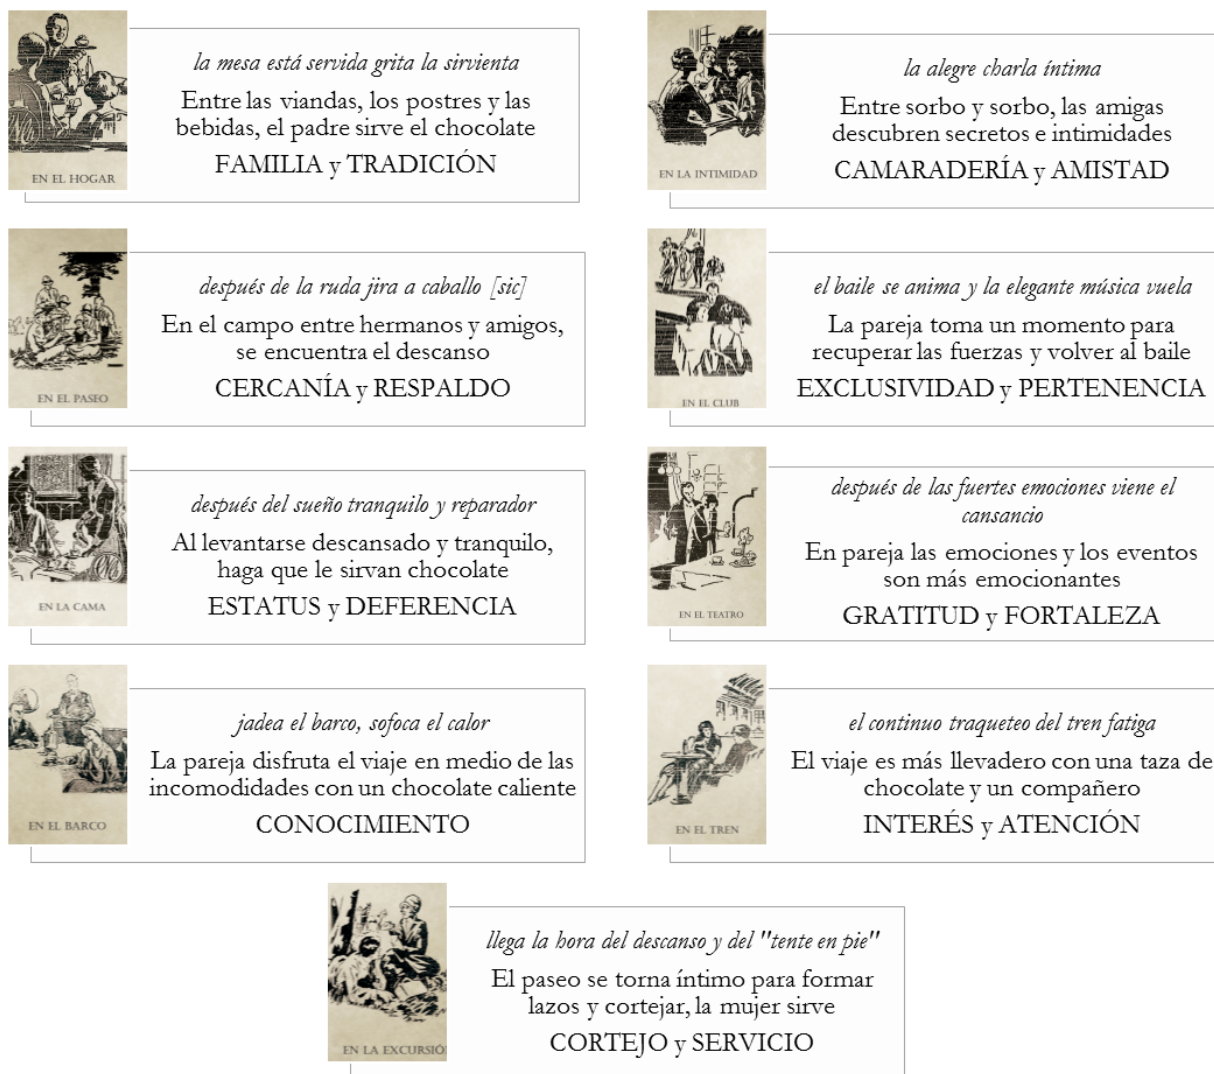 la mesa está servida grita la sirvienta
Entre las viandas, los postres y las
bebidas, el padre sirve el chocolate
FAMILIA y TRADICIÓN
EN EL HOGAR
la alegre charla íntima
Entre sorbo y sorbo, las amigas
descubren secretos e intimidades
CAMARADERÍA y AMISTAD
EN LA INTIMIDAD
después de la ruda jira a caballo [sic]
En el campo entre hermanos y amigos,
se encuentra el descanso
CERCANÍA y RESPALDO
EN EL PASEO
el baile se anima y la elegante música vuela
La pareja toma un momento para
recuperar las fuerzas y volver al baile
EXCLUSIVIDAD y PERTENENCIA
EN EL CLUB
después del sueño tranquilo y reparador
Al levantarse descansado y tranquilo,
haga que le sirvan chocolate
ESTATUS y DEFERENCIA
EN LA CAMA
después de las fuertes emociones viene el
cansancio
En pareja las emociones y los eventos
son más emocionantes
GRATITUD y FORTALEZA
EN EL TEATRO
jadea el barco, sofoca el calor
La pareja disfruta el viaje en medio de las
incomodidades con un chocolate caliente
CONOCIMIENTO
EN EL BARCO
el continuo traqueteo del tren fatiga
El viaje es más llevadero con una taza de
chocolate y un compañero
INTERÉS y ATENCIÓN
EN EL TREN
llega la hora del descanso y del "tente en pie"
El paseo se torna íntimo para formar
lazos y cortejar, la mujer sirve
CORTEJO y SERVICIO
EN LA EXCURSIÓ